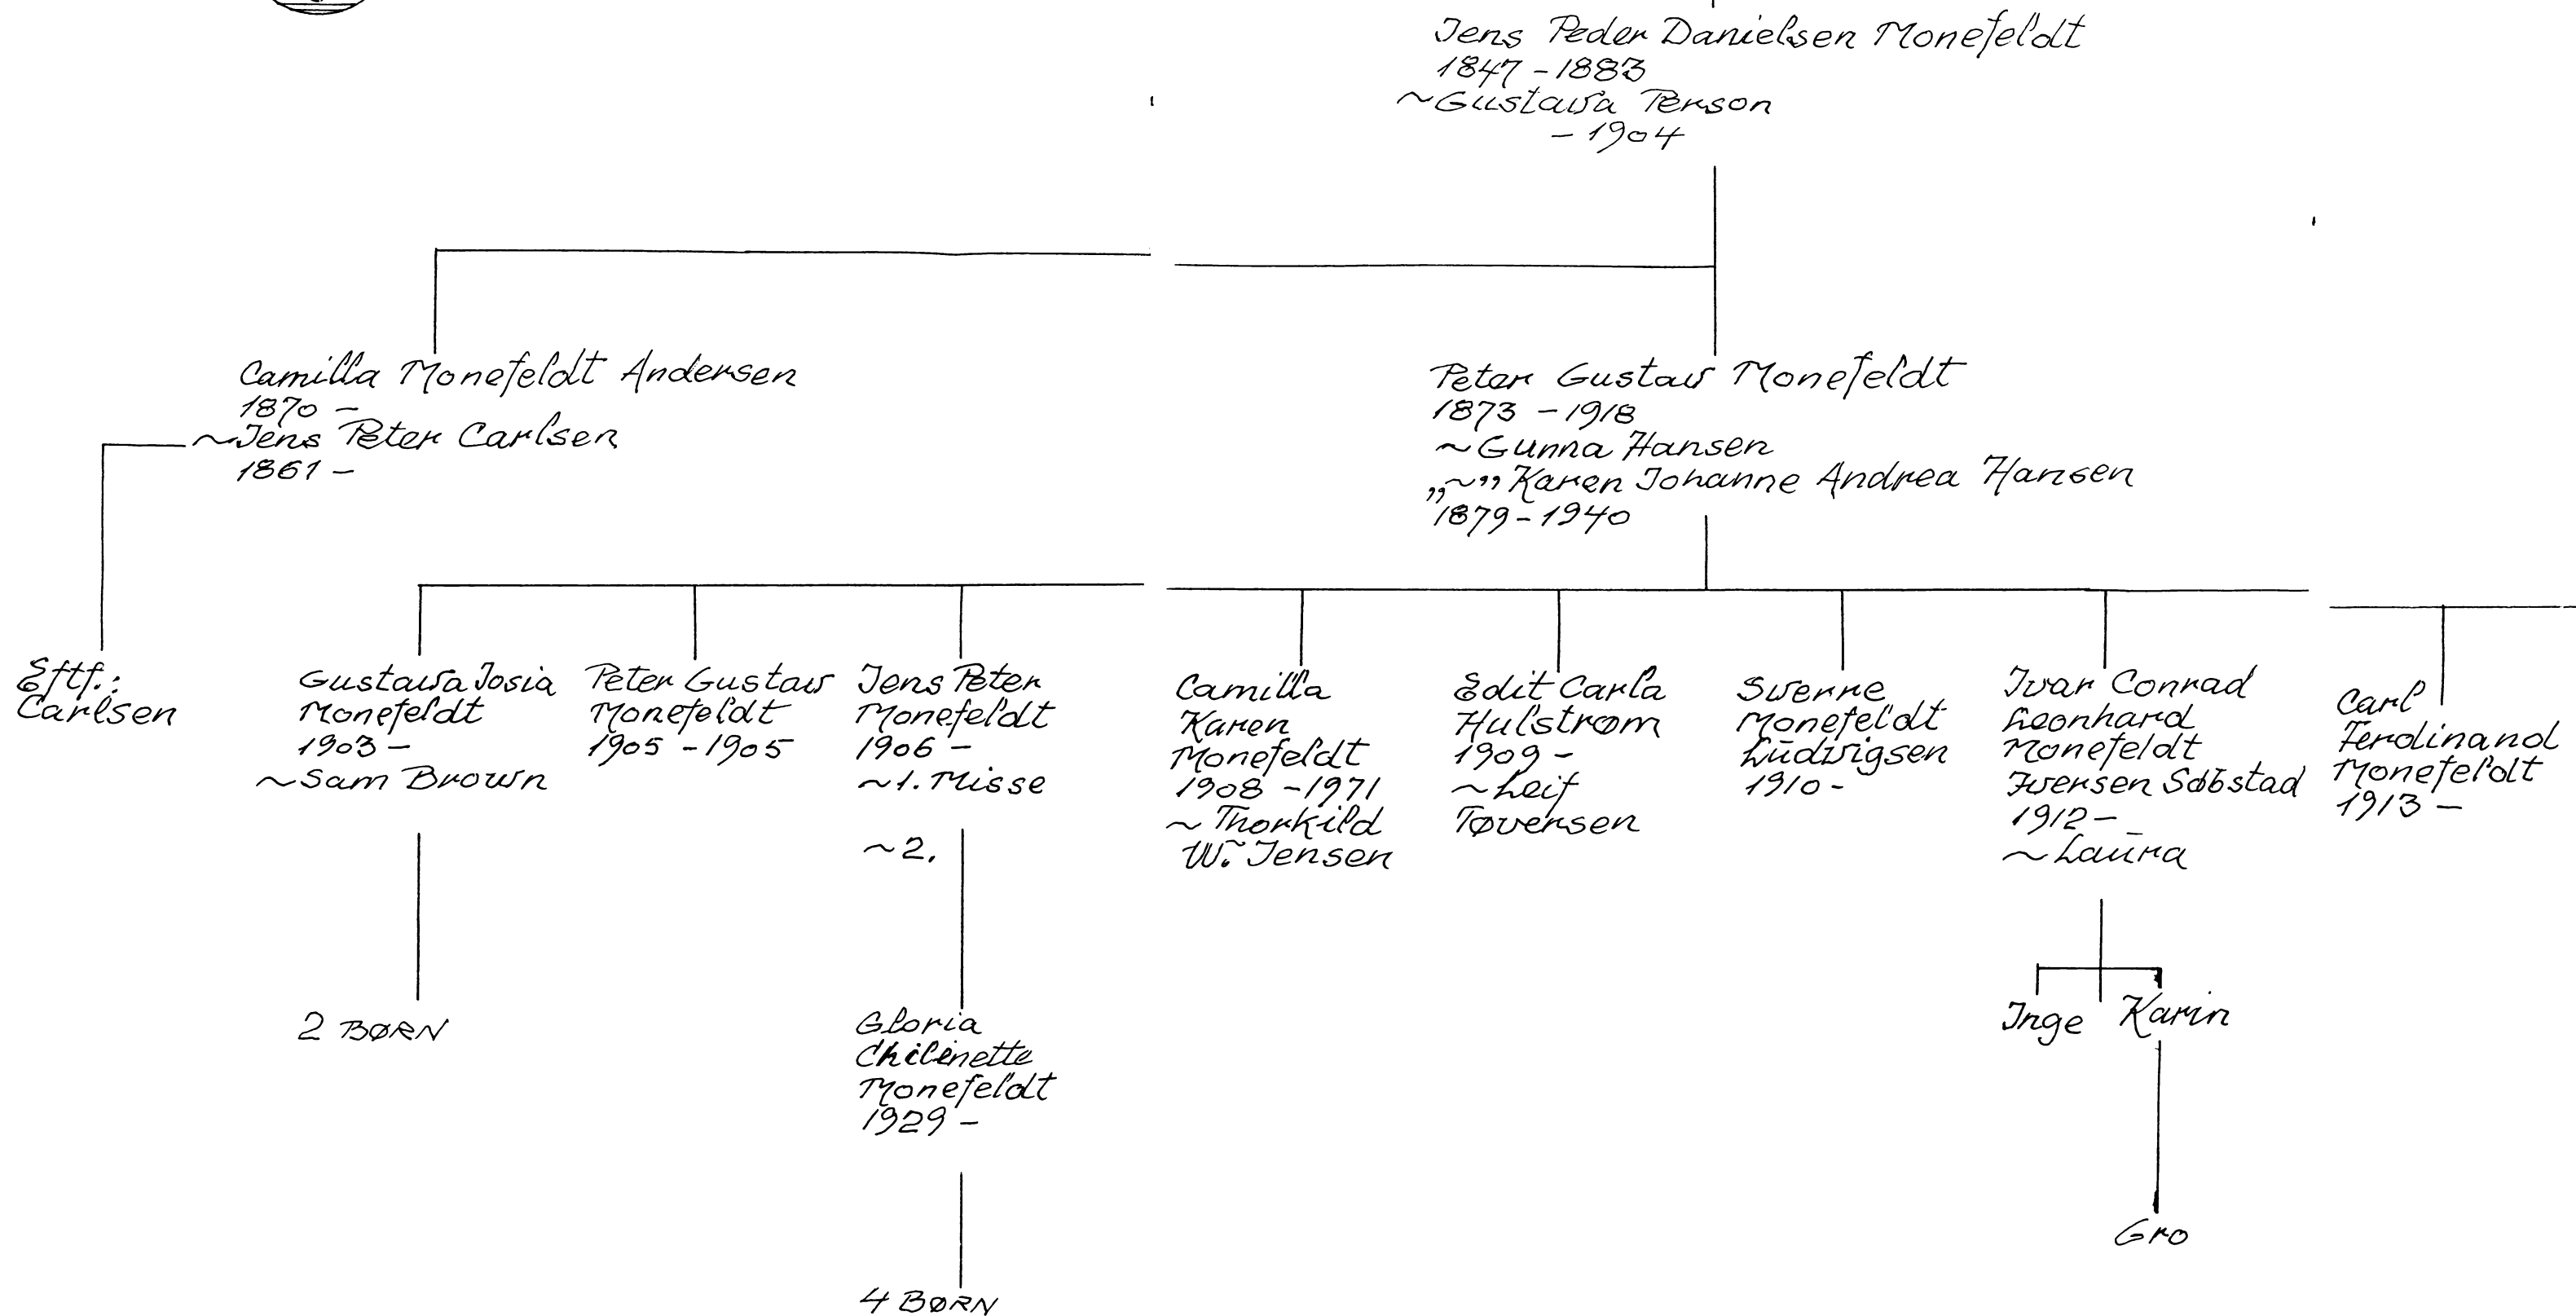 Jens Peder Danielsen Monefeldt
1847 - 1883
~Gustava Person
- 1904
Camilla Monefeldt Andersen
1870 -
~Jens Peter Carlsen
1861 -
Peter Gustav Monefeldt
1873 - 1918
~Gunna Hansen
„~” Karen Johanne Andrea Hansen
1879 - 1940
Eftf.:
Carlsen
Gustava Josia
Monefeldt
1903 -
~Sam Brown
2 BØRN
Peter Gustav
Monefeldt
1905 - 1905
Jens Peter
Monefeldt
1906 -
~1. Misse
~2.
Gloria
Chilinette
Monefeldt
1929 -
4 BØRN
Camilla
Karen
Monefeldt
1908 - 1971
~Thorkild
W. Jensen
Edit Carla
Hulstrøm
1909 -
~Leif
Tøversen
Sverre
Monefeldt
Ludvigsen
1910 -
Ivar Conrad
Leonhard
Monefeldt
Iversen Søbstad
1912 -
~Laura
Inge Karin
Gro
Carl
Ferdinand
Monefeldt
1913 -